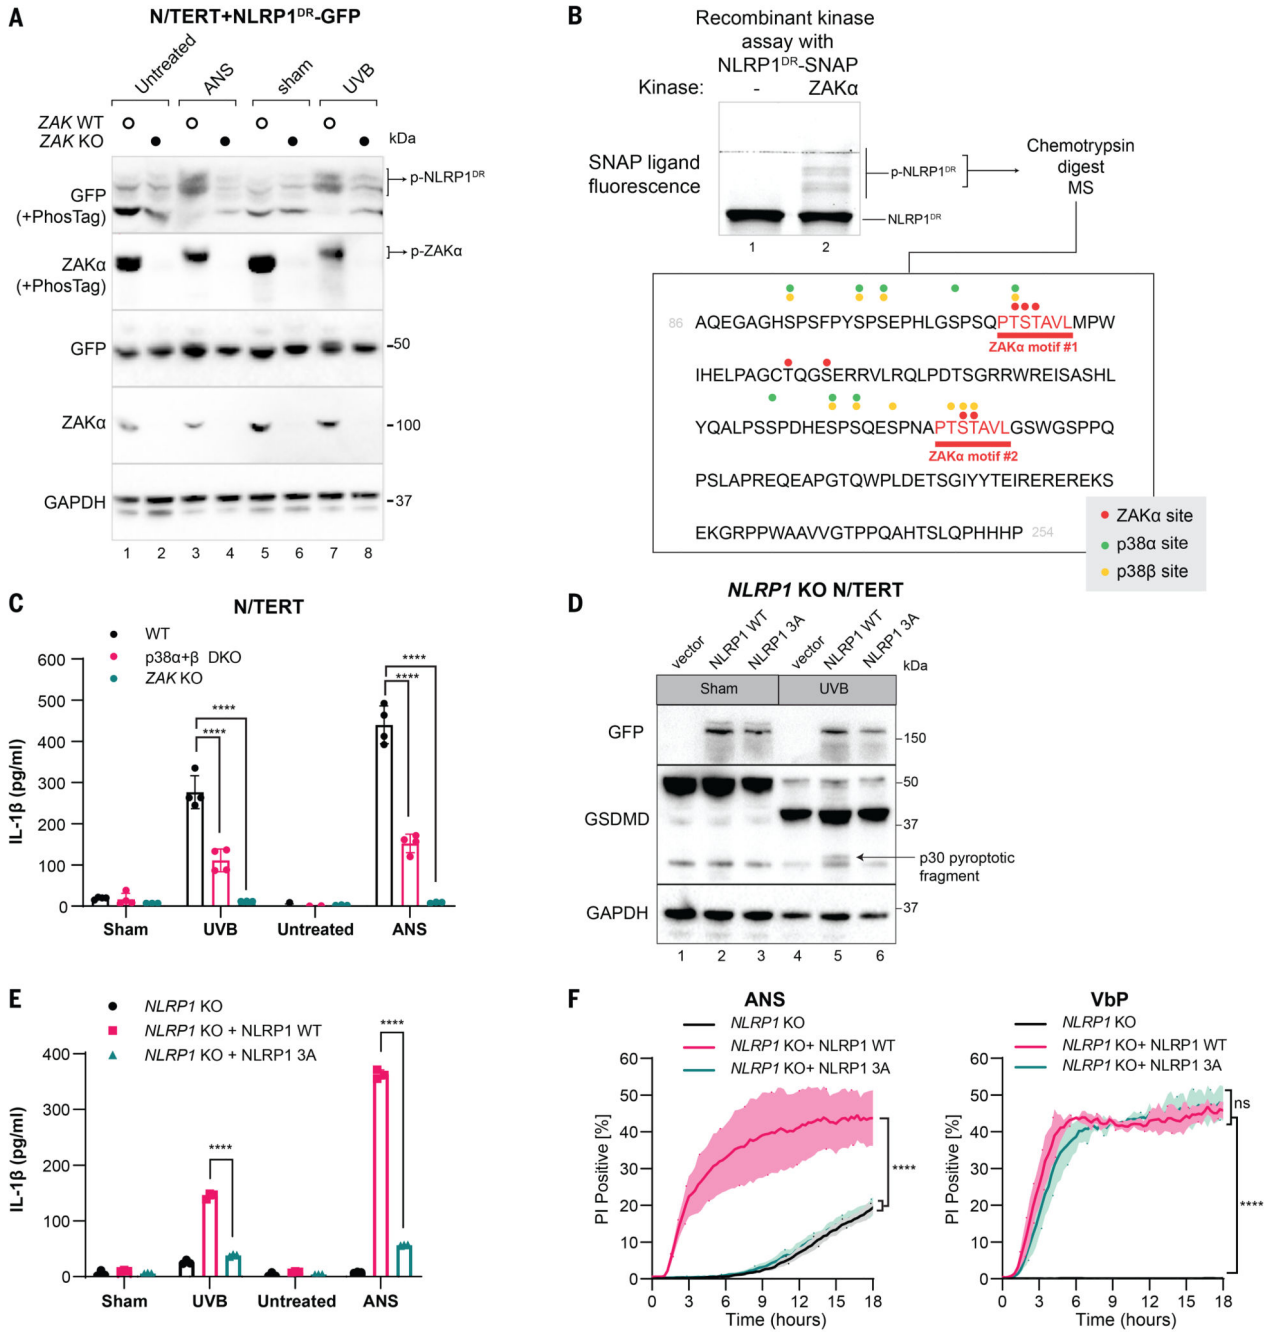 A
N/TERT+NLRP1DR-GFP
Untreated
ANS
sham
UVB
ZAK WT
ZAK KO
kDa
GFP
(+PhosTag)
p-NLRP1DR
ZAKα
(+PhosTag)
p-ZAKα
GFP
-50
ZAKα
-100
GAPDH
-37
1 2 3 4 5 6 7 8
B
Recombinant kinase
assay with
NLRP1DR-SNAP
Kinase: - ZAKα
SNAP ligand
fluorescence
p-NLRP1DR
NLRP1DR
1 2
Chemotrypsin
digest
MS
86 AQEGAGHSPSFPYSPSEPHLGSPSQPTSTAVLMPW
ZAKα motif #1
IHELPAGCTQGSERRVLRQLPDTSGRRWREISASHL
YQALPSSPDHESPSQESPNAPTSTAVLGSWGSPPQ
ZAKα motif #2
PSLAPREQEAPGTQWPLDETSGIYYTEIREREREKS
EKGRPPWAAVVGTPPQAHTSLQPHHHP 254
ZAKα site
p38α site
p38β site
C
N/TERT
WT
p38α+β DKO
ZAK KO
IL-1β (pg/ml)
600
500
400
300
200
100
0
****
****
****
****
Sham UVB Untreated ANS
D
NLRP1 KO N/TERT
vector
NLRP1 WT
NLRP1 3A
vector
NLRP1 WT
NLRP1 3A
kDa
Sham UVB
GFP
-150
GSDMD
-50
-37
p30 pyroptotic
fragment
GAPDH
-37
1 2 3 4 5 6
E
NLRP1 KO
NLRP1 KO + NLRP1 WT
NLRP1 KO + NLRP1 3A
IL-1β (pg/ml)
400
300
200
100
0
****
****
Sham UVB Untreated ANS
F
ANS
NLRP1 KO
NLRP1 KO+ NLRP1 WT
NLRP1 KO+ NLRP1 3A
PI Positive [%]
60
50
40
30
20
10
0
****
0 3 6 9 12 15 18
Time (hours)
VbP
NLRP1 KO
NLRP1 KO+ NLRP1 WT
NLRP1 KO+ NLRP1 3A
PI Positive [%]
60
50
40
30
20
10
0
ns
****
0 3 6 9 12 15 18
Time (hours)